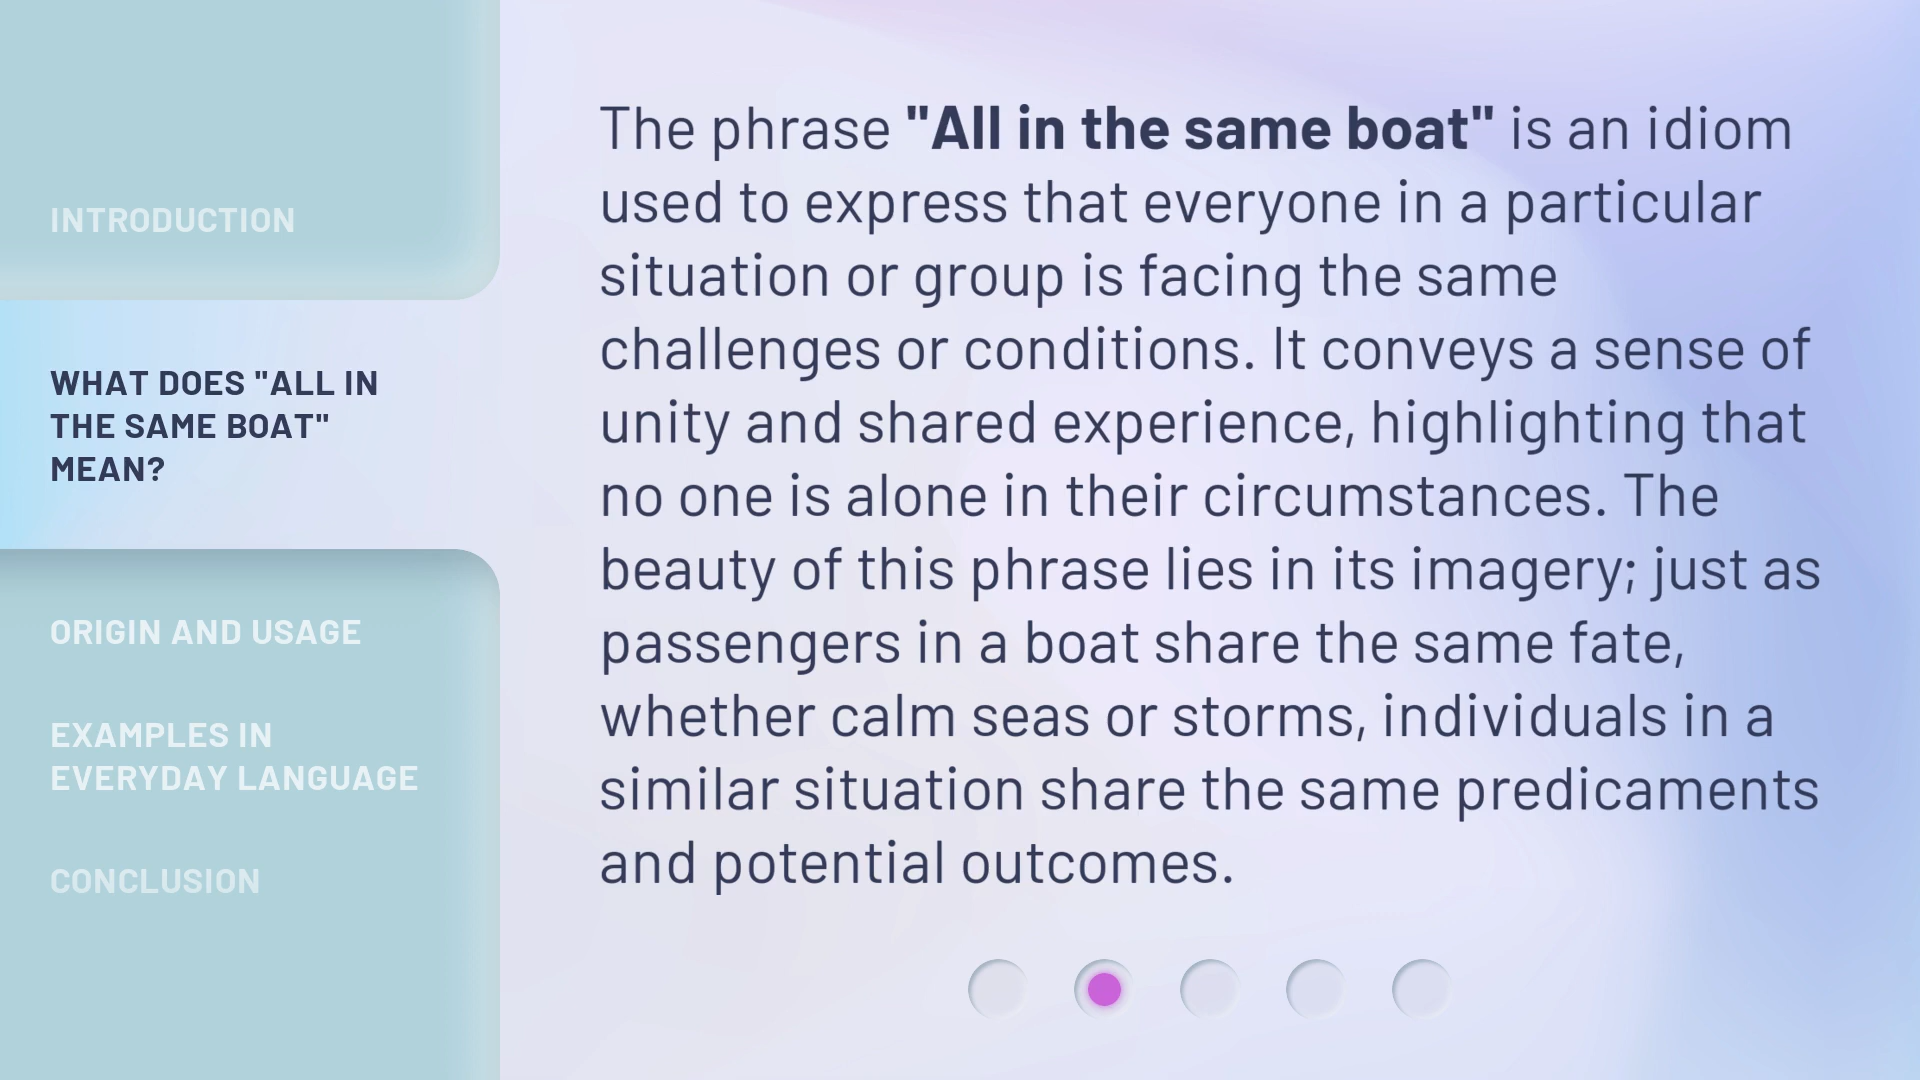 INTRODUCTION
WHAT DOES "ALL IN
THE SAME BOAT"
MEAN?
ORIGIN AND USAGE
EXAMPLES IN
EVERYDAY LANGUAGE
CONCLUSION
The phrase "All in the same boat" is an idiom
used to express that everyone in a particular
situation or group is facing the same
challenges or conditions. It conveys a sense of
unity and shared experience, highlighting that
no one is alone in their circumstances. The
beauty of this phrase lies in its imagery; just as
passengers in a boat share the same fate,
whether calm seas or storms, individuals in a
similar situation share the same predicaments
and potential outcomes.